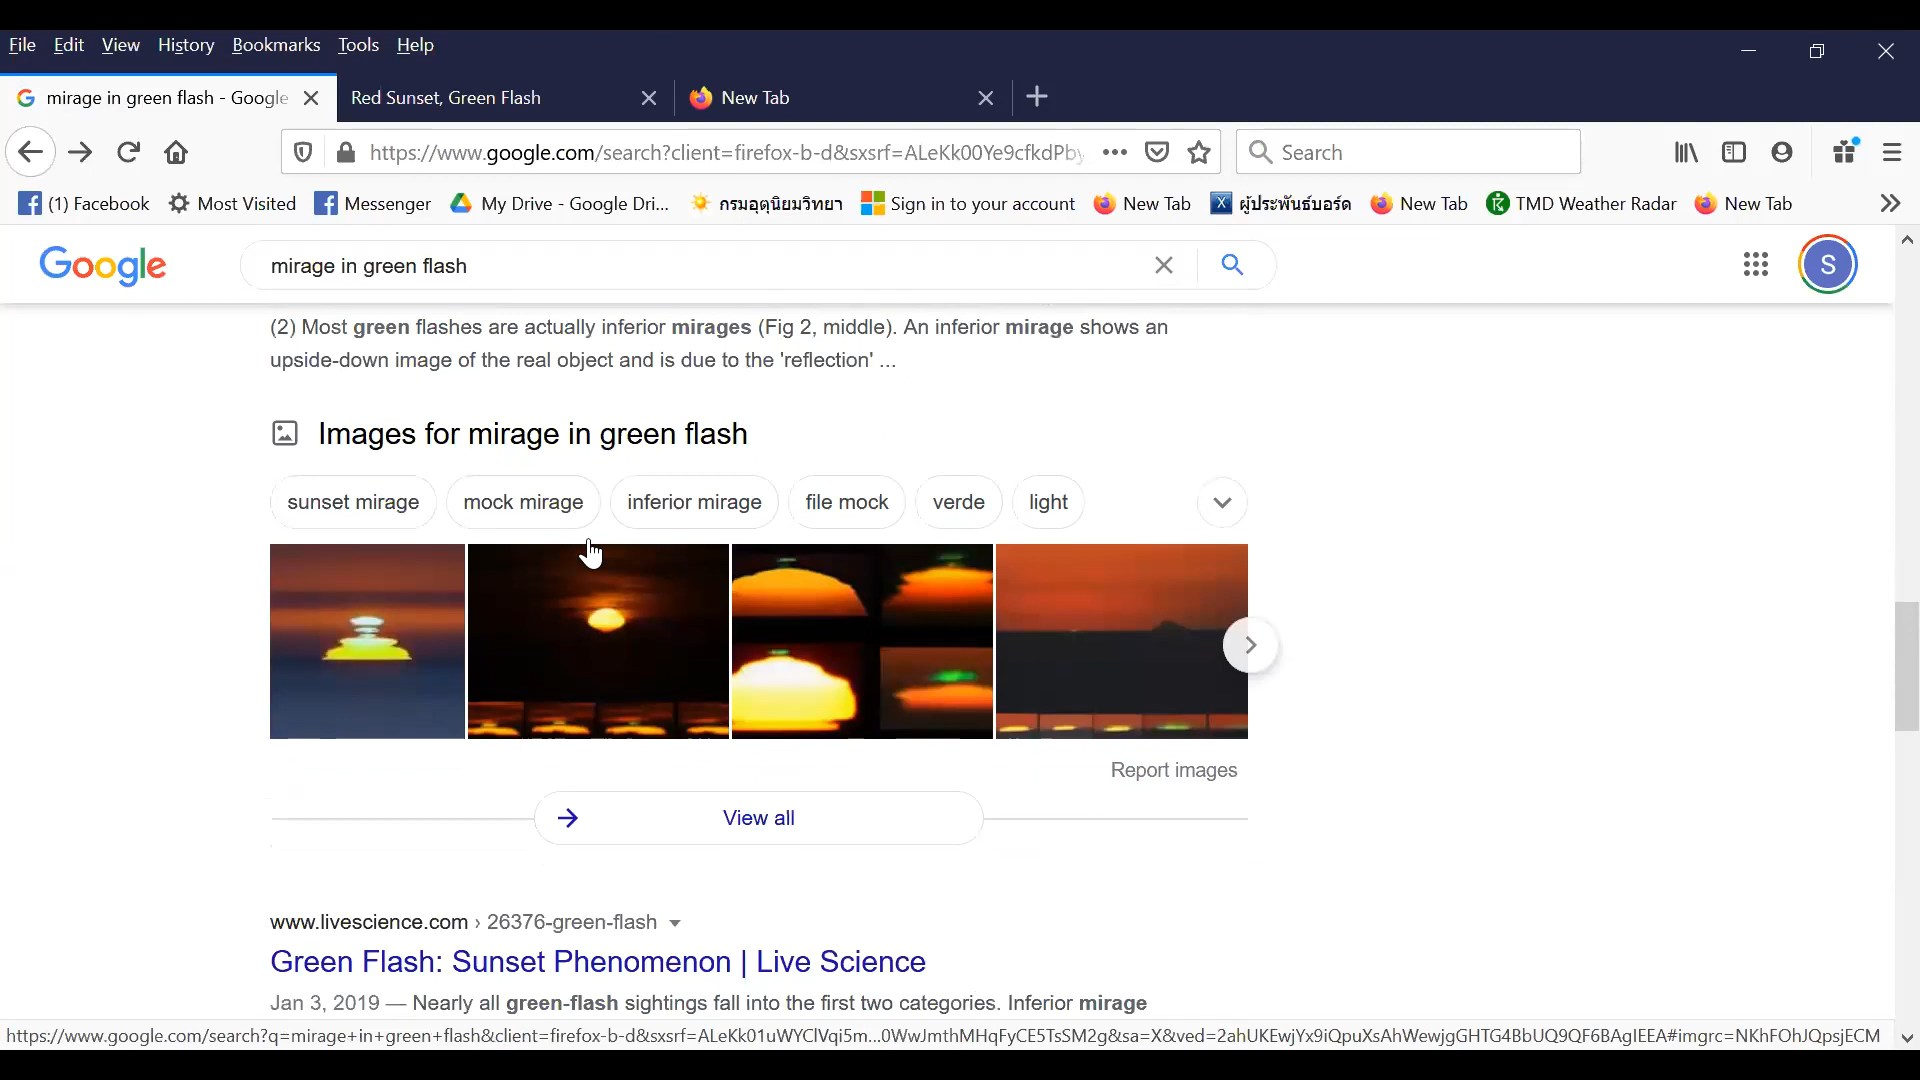 File Edit View History Bookmarks Tools Help
mirage in green flash - Google Red Sunset, Green Flash New Tab
https://www.google.com/search?client=firefox-b-d&sxsrf=ALeKk00Ye9cfkdPby Search
(1) Facebook Most Visited Messenger My Drive - Google Dri... กรมอุตุนิยมวิทยา Sign in to your account New Tab ผู้ประพันธ์บอร์ด New Tab TMD Weather Radar New Tab
Google mirage in green flash S
(2) Most green flashes are actually inferior mirages (Fig 2, middle). An inferior mirage shows an
upside-down image of the real object and is due to the 'reflection' ...
Images for mirage in green flash
sunset mirage mock mirage inferior mirage file mock verde light
Report images
View all
www.livescience.com › 26376-green-flash
Green Flash: Sunset Phenomenon | Live Science
Jan 3, 2019 — Nearly all green-flash sightings fall into the first two categories. Inferior mirage
https://www.google.com/search?q=mirage+in+green+flash&client=firefox-b-d&sxsrf=ALeKk01uWYClVqi5m...0WwJmthMHqFyCE5TsSM2g&sa=X&ved=2ahUKEwjYx9iQpuXsAhWewjgGHTG4BbUQ9QF6BAgIEEA#imgrc=NKhFOhJQpsjECM